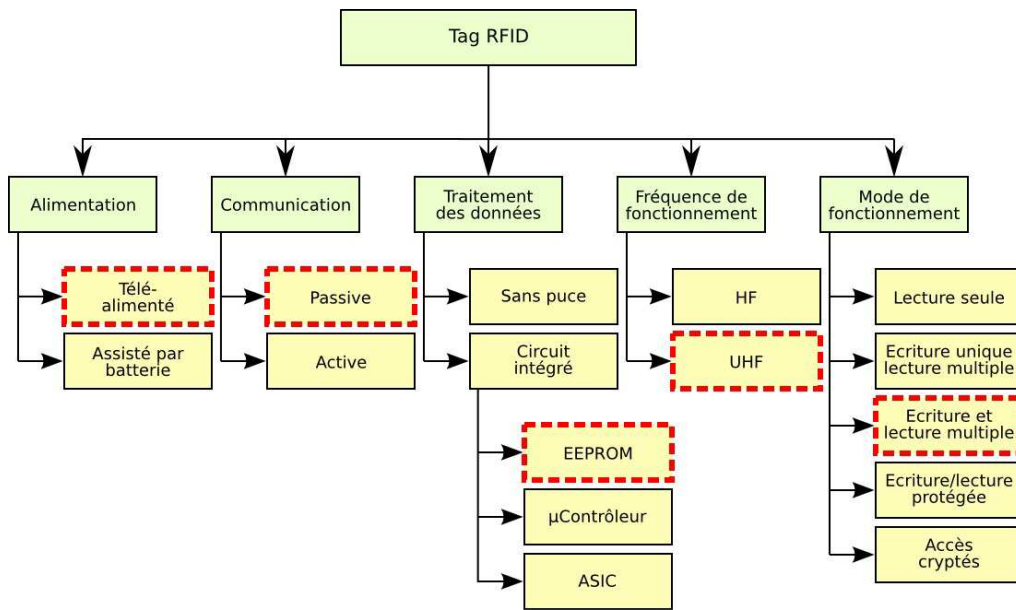 Tag RFID
Alimentation
Communication
Traitement
des données
Fréquence de
fonctionnement
Mode de
fonctionnement
Télé-
alimenté
Assisté par
batterie
Passive
Active
Sans puce
Circuit
intégré
EEPROM
µContrôleur
ASIC
HF
UHF
Lecture seule
Ecriture unique
lecture multiple
Ecriture et
lecture multiple
Ecriture/lecture
protégée
Accès
cryptés